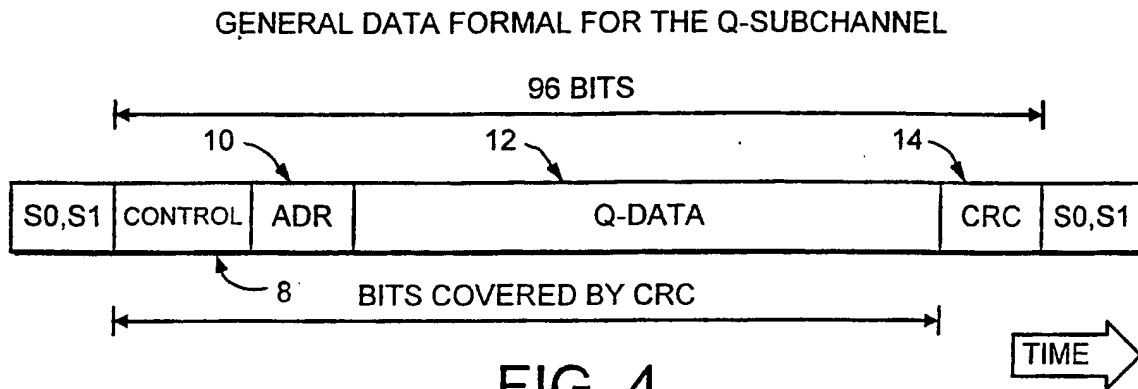 GENERAL DATA FORMAL FOR THE Q-SUBCHANNEL
96 BITS
10
12
14
S0,S1 CONTROL ADR Q-DATA CRC S0,S1
8
BITS COVERED BY CRC
TIME
FIG. 4